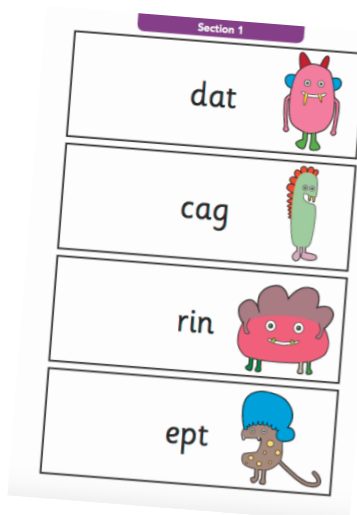 Section 1
dat
cag
rin
ept